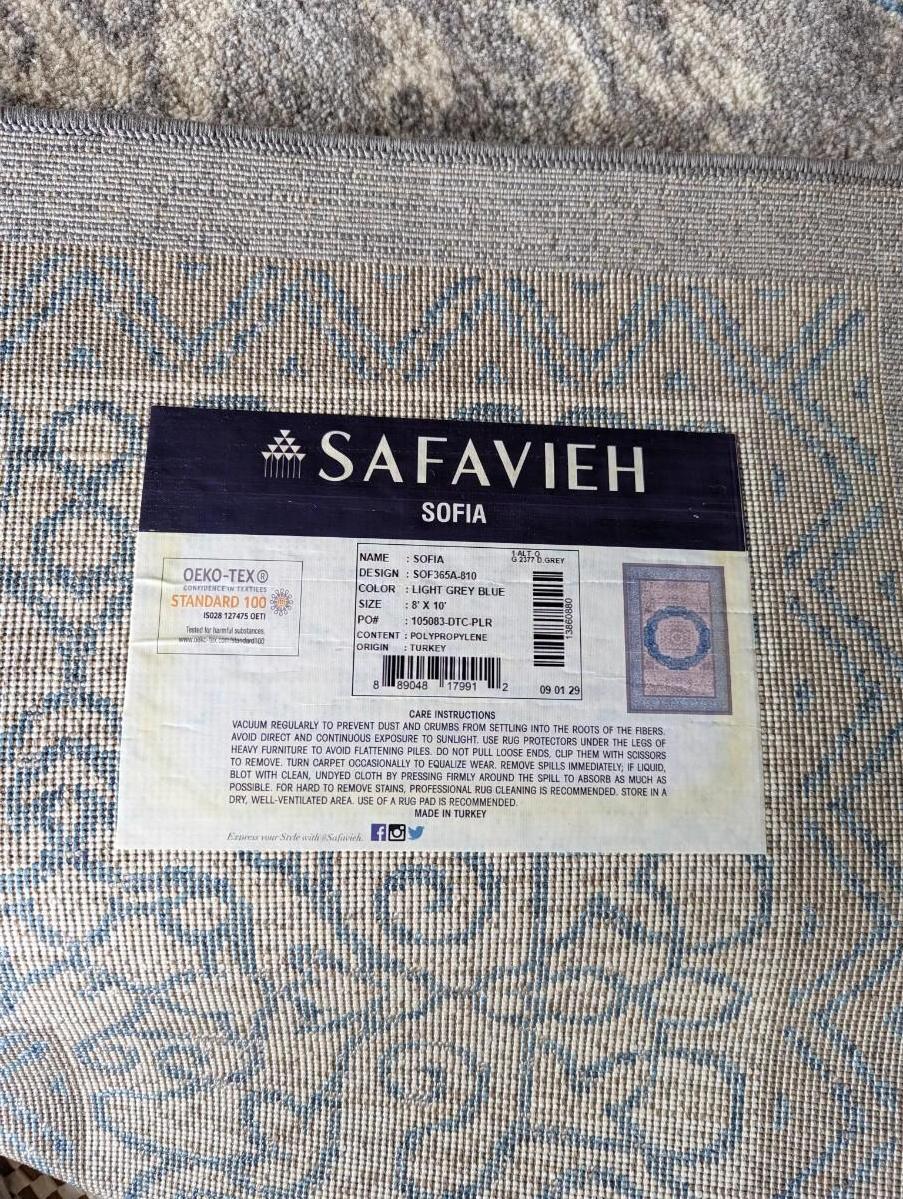 SAFAVIEH
SOFIA
OEKO-TEX®
CONFIDENCE IN TEXTILES
STANDARD 100
IS028 127475 OETI
Tested for harmful substances.
www.oeko-tex.com/standard100
NAME : SOFIA
DESIGN : SOF365A-810
COLOR : LIGHT GREY BLUE
SIZE : 8' X 10'
PO# : 105083-DTC-PLR
CONTENT : POLYPROPYLENE
ORIGIN : TURKEY
8 89048 17991 2
1 ALT. O.
G 2377 D.GREY
13860880
09 01 29
CARE INSTRUCTIONS
VACUUM REGULARLY TO PREVENT DUST AND CRUMBS FROM SETTLING INTO THE ROOTS OF THE FIBERS.
AVOID DIRECT AND CONTINUOUS EXPOSURE TO SUNLIGHT. USE RUG PROTECTORS UNDER THE LEGS OF
HEAVY FURNITURE TO AVOID FLATTENING PILES. DO NOT PULL LOOSE ENDS, CLIP THEM WITH SCISSORS
TO REMOVE. TURN CARPET OCCASIONALLY TO EQUALIZE WEAR. REMOVE SPILLS IMMEDIATELY; IF LIQUID,
BLOT WITH CLEAN, UNDYED CLOTH BY PRESSING FIRMLY AROUND THE SPILL TO ABSORB AS MUCH AS
POSSIBLE. FOR HARD TO REMOVE STAINS, PROFESSIONAL RUG CLEANING IS RECOMMENDED. STORE IN A
DRY, WELL-VENTILATED AREA. USE OF A RUG PAD IS RECOMMENDED.
MADE IN TURKEY
Express your Style with @Safavieh.